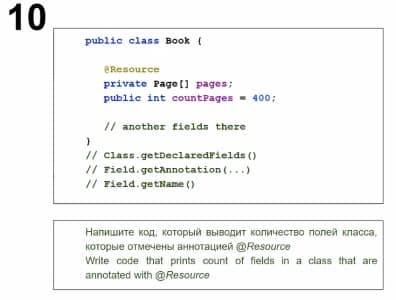 10
public class Book {
@Resource
private Page[] pages;
public int countPages = 400;
// another fields there
}
// Class.getDeclaredFields()
// Field.getAnnotation(...)
// Field.getName()
Напишите код, который выводит количество полей класса,
которые отмечены аннотацией @Resource
Write code that prints count of fields in a class that are
annotated with @Resource